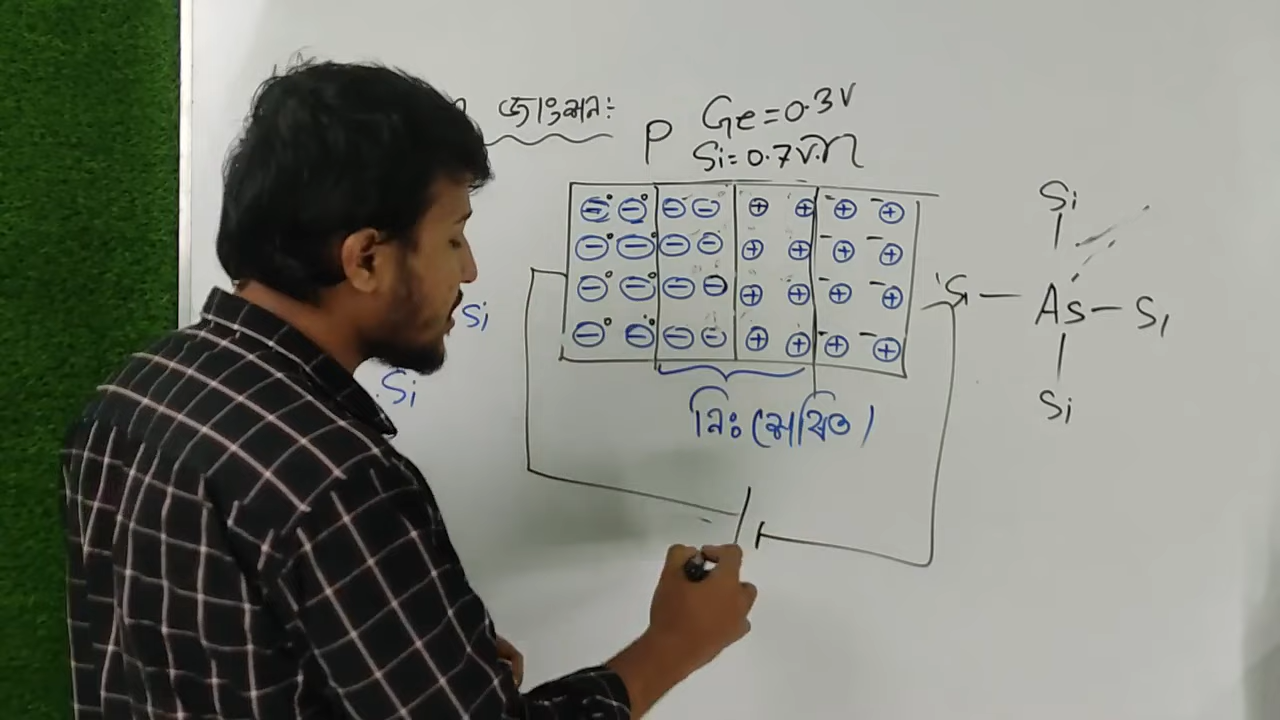 জাংশন:
P Ge=0.3V
Si=0.7V n
⊖° ⊖° ⊖ ⊖ ⊕ ⊕ ⁻⊕ ⁻⊕
⊖ ⊖° ⊖ ⊖ ⊕ ⊕ ⁻⊕ ⁻⊕
⊖° ⊖° ⊖ ⊖ ⊕ ⊕ ⁻⊕ ⁻⊕
⊖° ⊖° ⊖ ⊖ ⊕ ⊕ ⁻⊕ ⁻⊕
নিঃশেষিত
Si
Si
Si
Si — As — Si
Si